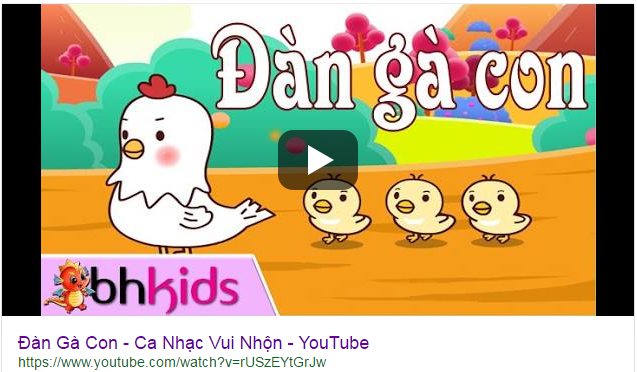 Đàn gà con
bhkids
Đàn Gà Con - Ca Nhạc Vui Nhộn - YouTube
https://www.youtube.com/watch?v=rUSzEYtGrJw